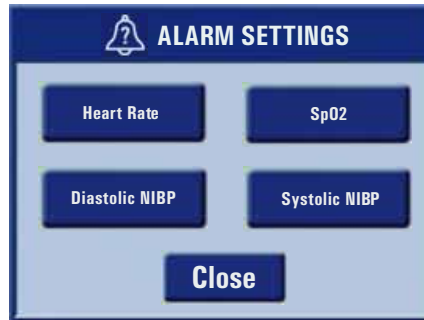 ALARM SETTINGS
Heart Rate
SpO2
Diastolic NIBP
Systolic NIBP
Close